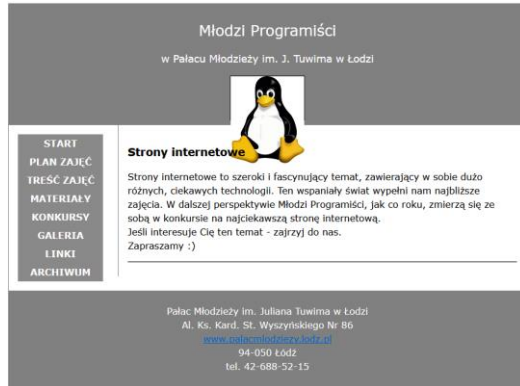 Młodzi Programiści
w Pałacu Młodzieży im. J. Tuwima w Łodzi
START
PLAN ZAJĘĆ
TREŚĆ ZAJĘĆ
MATERIAŁY
KONKURSY
GALERIA
LINKI
ARCHIWUM
Strony internetowe
Strony internetowe to szeroki i fascynujący temat, zawierający w sobie dużo
różnych, ciekawych technologii. Ten wspaniały świat wypełni nam najbliższe
zajęcia. W dalszej perspektywie Młodzi Programiści, jak co roku, zmierzą się ze
sobą w konkursie na najciekawszą stronę internetową.
Jeśli interesuje Cię ten temat - zajrzyj do nas.
Zapraszamy :)
Pałac Młodzieży im. Juliana Tuwima w Łodzi
Al. Ks. Kard. St. Wyszyńskiego Nr 86
www.palacmlodziezy.lodz.pl
94-050 Łódź
tel. 42-688-52-15